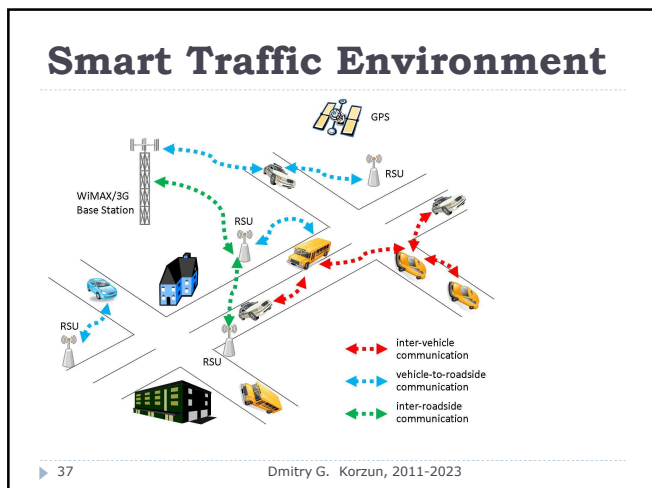 Smart Traffic Environment
GPS
RSU
WiMAX/3G
Base Station
RSU
RSU
RSU
inter-vehicle
communication
vehicle-to-roadside
communication
inter-roadside
communication
37
Dmitry G. Korzun, 2011-2023